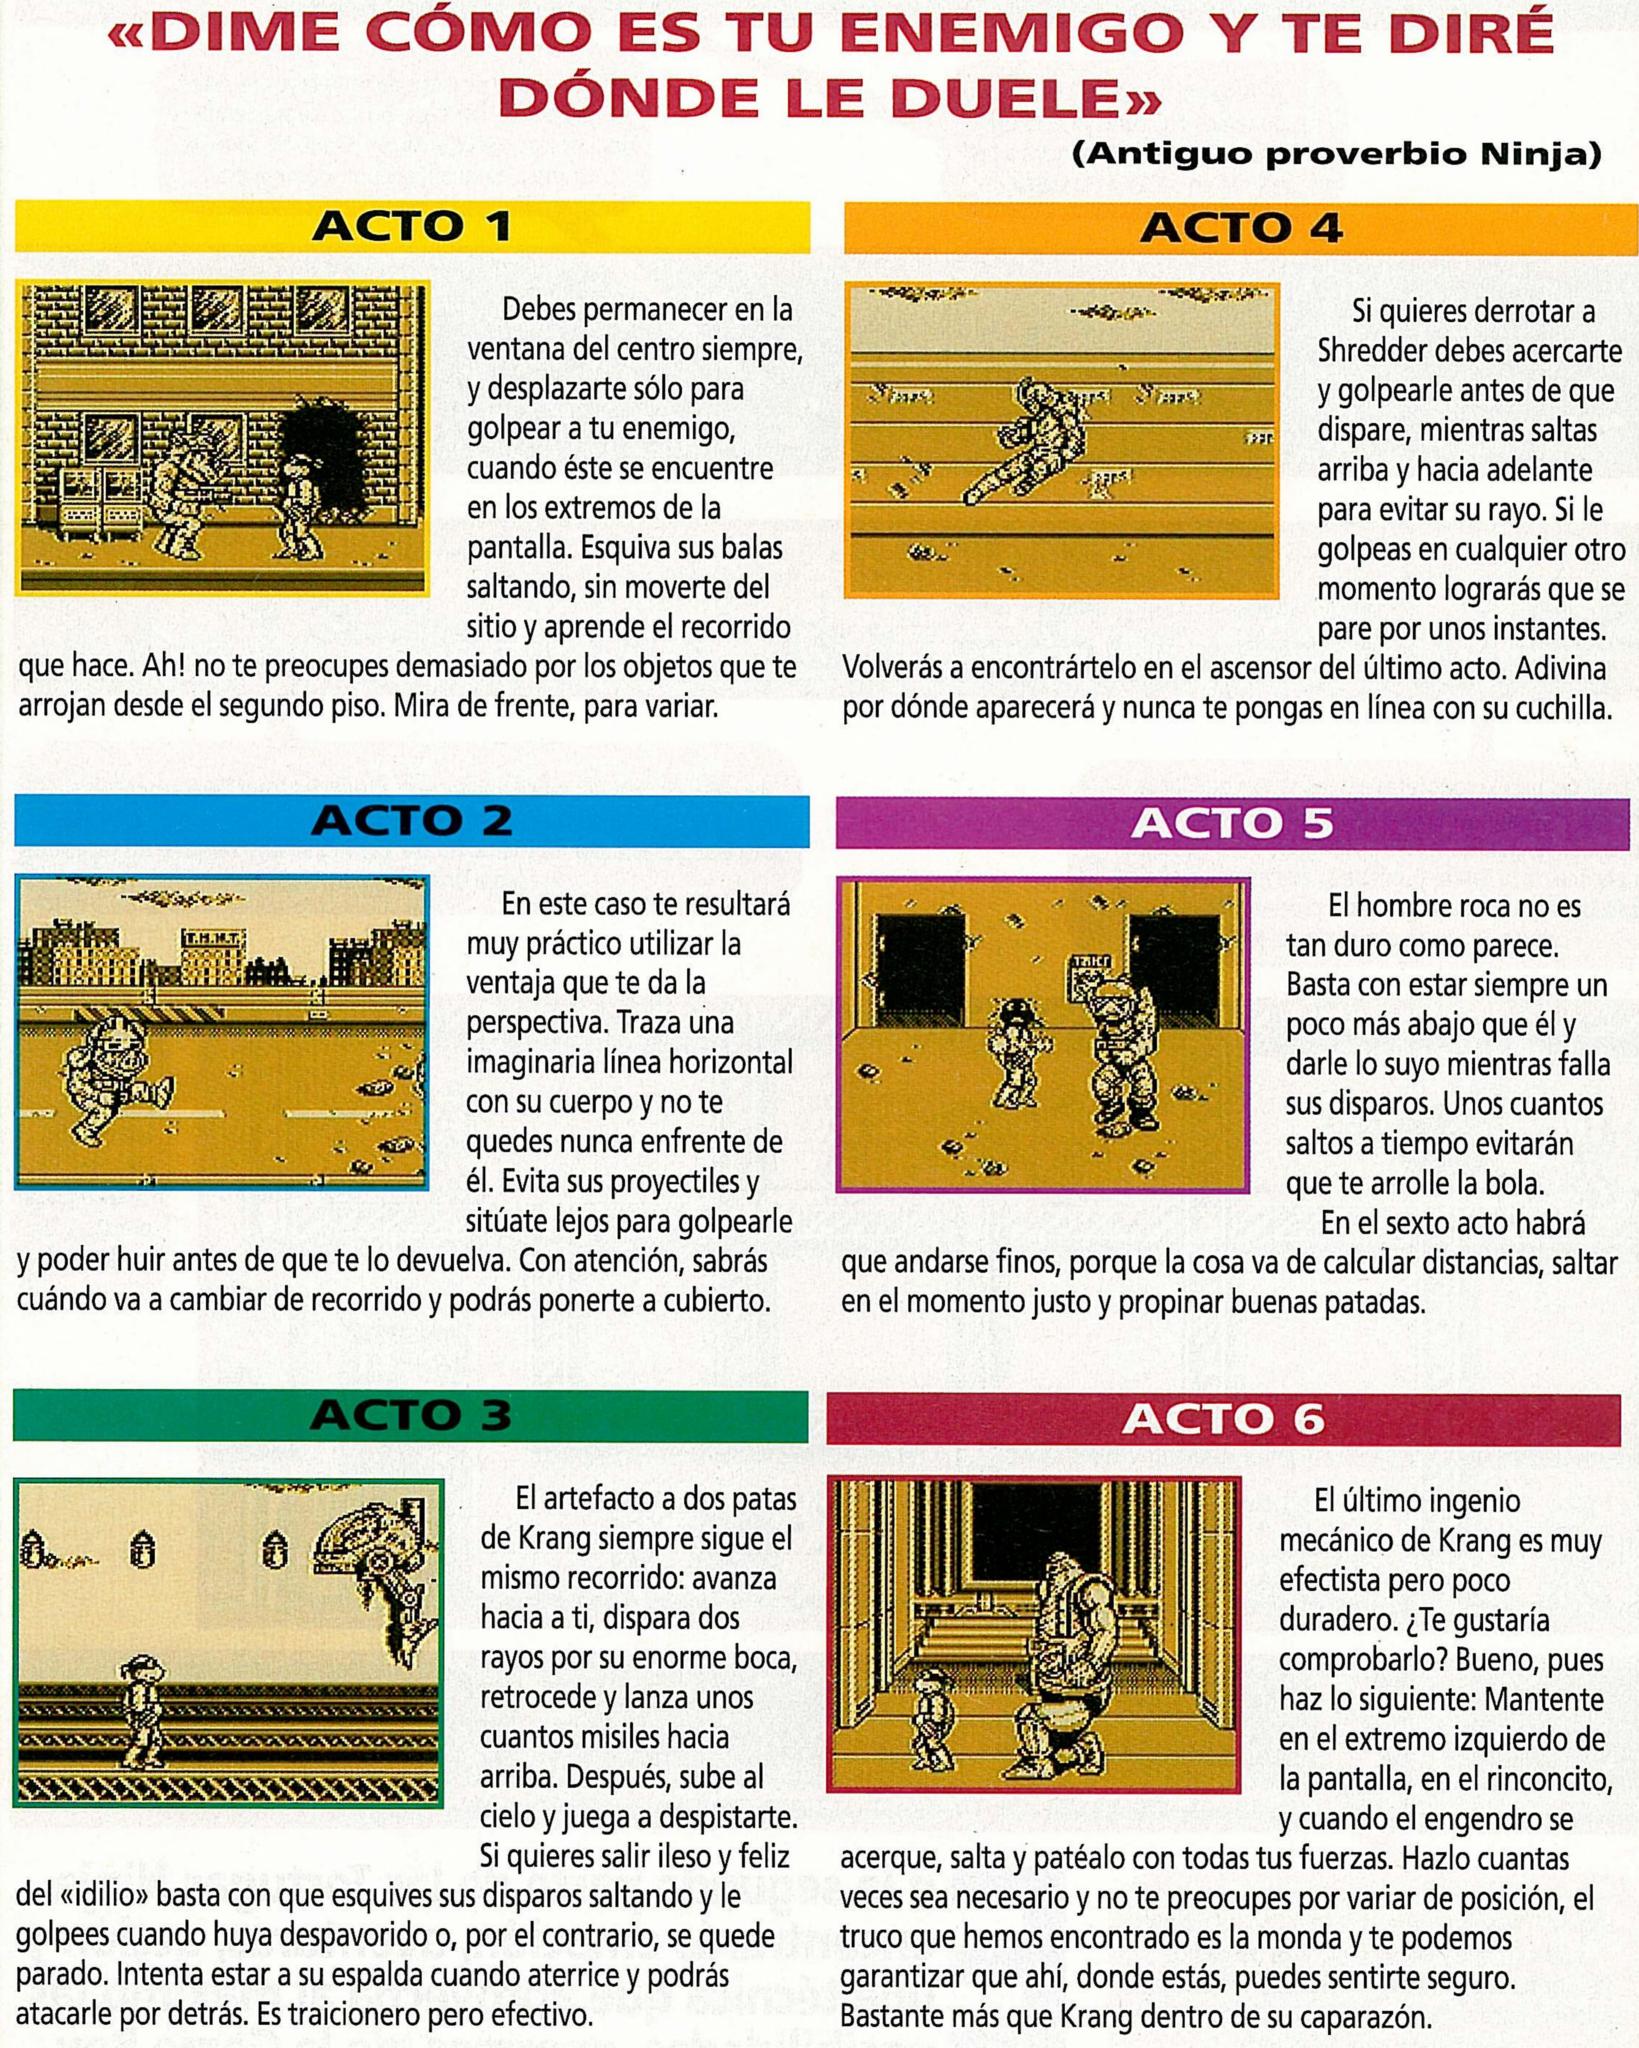 «DIME CÓMO ES TU ENEMIGO Y TE DIRÉ
DÓNDE LE DUELE»
(Antiguo proverbio Ninja)
ACTO 1
Debes permanecer en la
ventana del centro siempre,
y desplazarte sólo para
golpear a tu enemigo,
cuando éste se encuentre
en los extremos de la
pantalla. Esquiva sus balas
saltando, sin moverte del
sitio y aprende el recorrido
que hace. Ah! no te preocupes demasiado por los objetos que te
arrojan desde el segundo piso. Mira de frente, para variar.
ACTO 2
T.M.N.T.
En este caso te resultará
muy práctico utilizar la
ventaja que te da la
perspectiva. Traza una
imaginaria línea horizontal
con su cuerpo y no te
quedes nunca enfrente de
él. Evita sus proyectiles y
sitúate lejos para golpearle
y poder huir antes de que te lo devuelva. Con atención, sabrás
cuándo va a cambiar de recorrido y podrás ponerte a cubierto.
ACTO 3
El artefacto a dos patas
de Krang siempre sigue el
mismo recorrido: avanza
hacia a ti, dispara dos
rayos por su enorme boca,
retrocede y lanza unos
cuantos misiles hacia
arriba. Después, sube al
cielo y juega a despistarte.
Si quieres salir ileso y feliz
del «idilio» basta con que esquives sus disparos saltando y le
golpees cuando huya despavorido o, por el contrario, se quede
parado. Intenta estar a su espalda cuando aterrice y podrás
atacarle por detrás. Es traicionero pero efectivo.
ACTO 4
Si quieres derrotar a
Shredder debes acercarte
y golpearle antes de que
dispare, mientras saltas
arriba y hacia adelante
para evitar su rayo. Si le
golpeas en cualquier otro
momento lograrás que se
pare por unos instantes.
Volverás a encontrártelo en el ascensor del último acto. Adivina
por dónde aparecerá y nunca te pongas en línea con su cuchilla.
ACTO 5
El hombre roca no es
tan duro como parece.
Basta con estar siempre un
poco más abajo que él y
darle lo suyo mientras falla
sus disparos. Unos cuantos
saltos a tiempo evitarán
que te arrolle la bola.
En el sexto acto habrá
que andarse finos, porque la cosa va de calcular distancias, saltar
en el momento justo y propinar buenas patadas.
ACTO 6
El último ingenio
mecánico de Krang es muy
efectista pero poco
duradero. ¿Te gustaría
comprobarlo? Bueno, pues
haz lo siguiente: Mantente
en el extremo izquierdo de
la pantalla, en el rinconcito,
y cuando el engendro se
acerque, salta y patéalo con todas tus fuerzas. Hazlo cuantas
veces sea necesario y no te preocupes por variar de posición, el
truco que hemos encontrado es la monda y te podemos
garantizar que ahí, donde estás, puedes sentirte seguro.
Bastante más que Krang dentro de su caparazón.